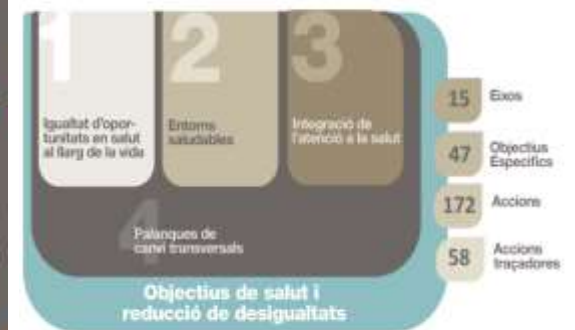 1
Igualtat d'opor-
tunitats en salut
al llarg de la vida
2
Entorns
saludables
3
Integració de
l'atenció a la salut
4
Palanques de
canvi transversals
Objectius de salut i
reducció de desigualtats
15
Eixos
47
Objectius
Específics
172
Accions
58
Accions
traçadores